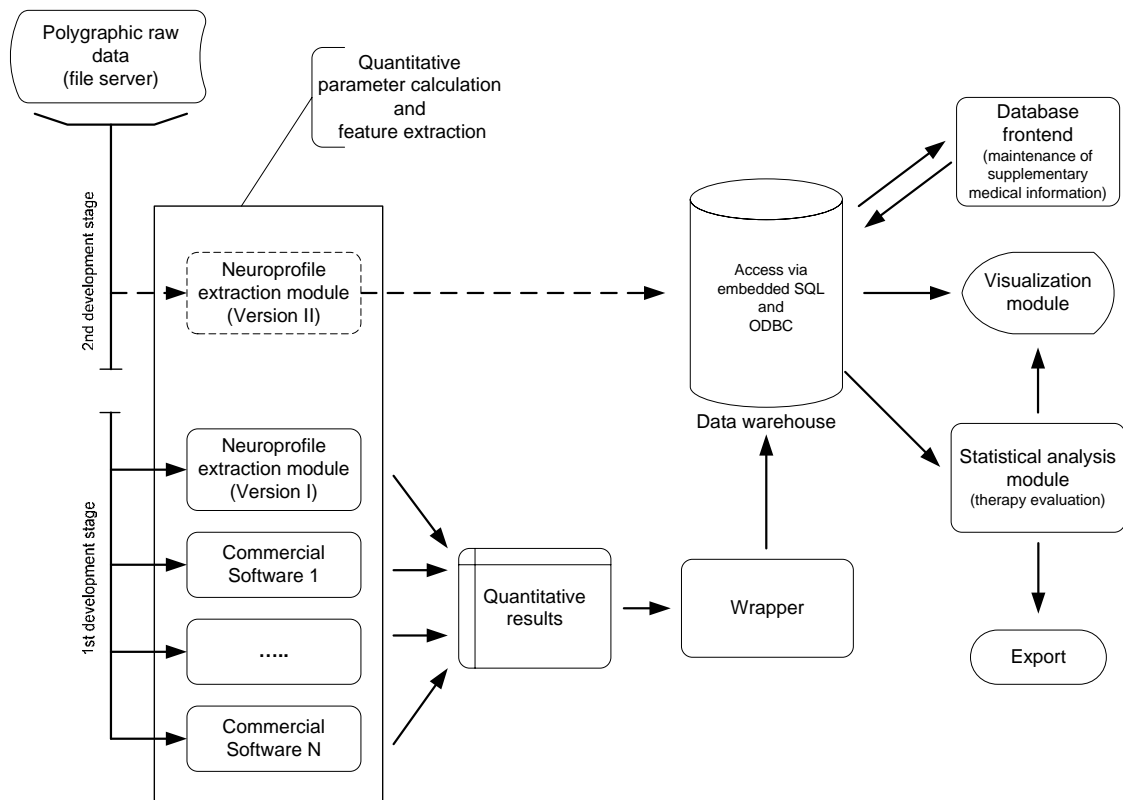 Polygraphic raw
data
(file server)
Quantitative
parameter calculation
and
feature extraction
Database
frontend
(maintenance of
supplementary
medical information)
2nd development stage
Neuroprofile
extraction module
(Version II)
Access via
embedded SQL
and
ODBC
Visualization
module
Data warehouse
1st development stage
Neuroprofile
extraction module
(Version I)
Statistical analysis
module
(therapy evaluation)
Commercial
Software 1
Quantitative
results
Wrapper
.....
Export
Commercial
Software N